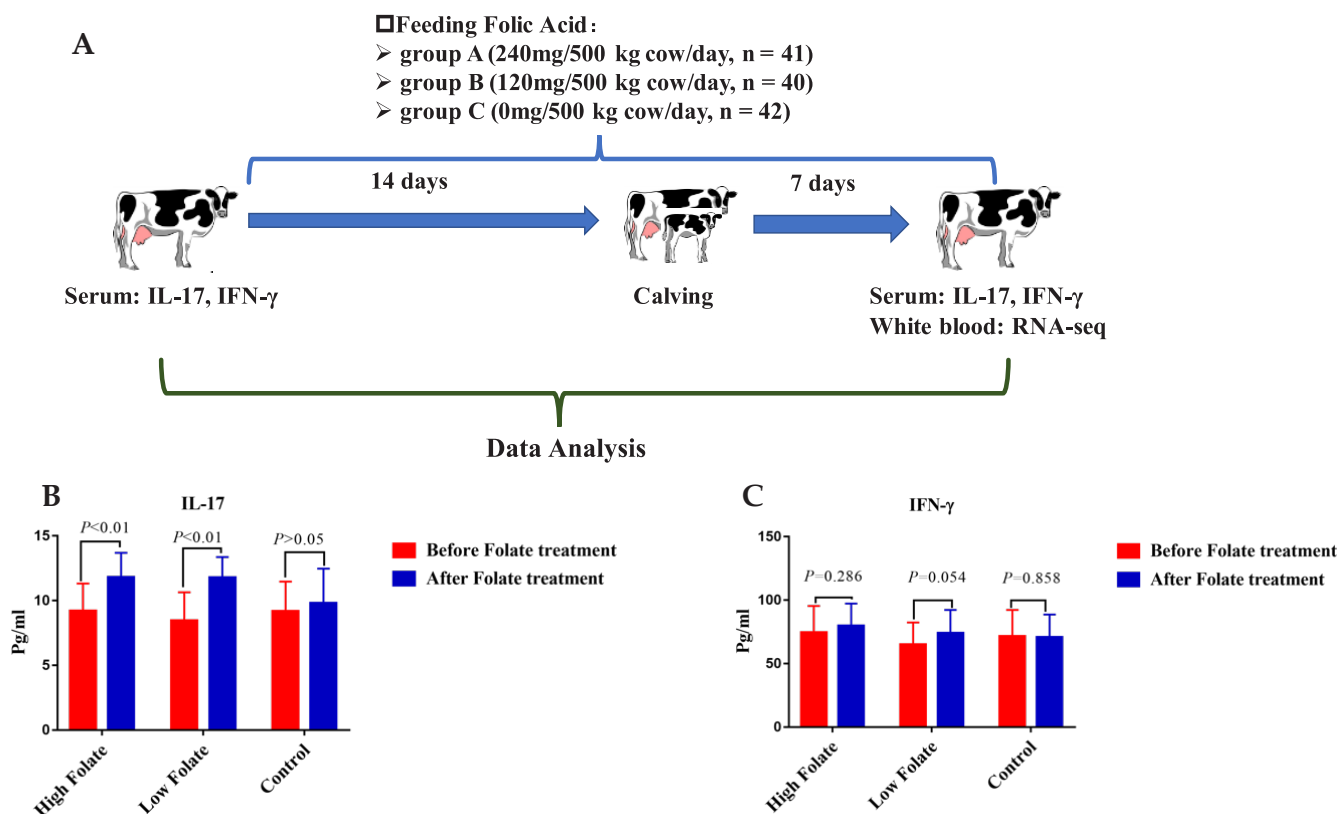 A
☐Feeding Folic Acid:
➢ group A (240mg/500 kg cow/day, n = 41)
➢ group B (120mg/500 kg cow/day, n = 40)
➢ group C (0mg/500 kg cow/day, n = 42)
14 days
7 days
Serum: IL-17, IFN-γ
Calving
Serum: IL-17, IFN-γ
White blood: RNA-seq
Data Analysis
B
IL-17
P<0.01
P<0.01
P>0.05
15
10
5
0
Pg/ml
High Folate
Low Folate
Control
Before Folate treatment
After Folate treatment
C
IFN-γ
P=0.286
P=0.054
P=0.858
150
100
50
0
Pg/ml
High Folate
Low Folate
Control
Before Folate treatment
After Folate treatment